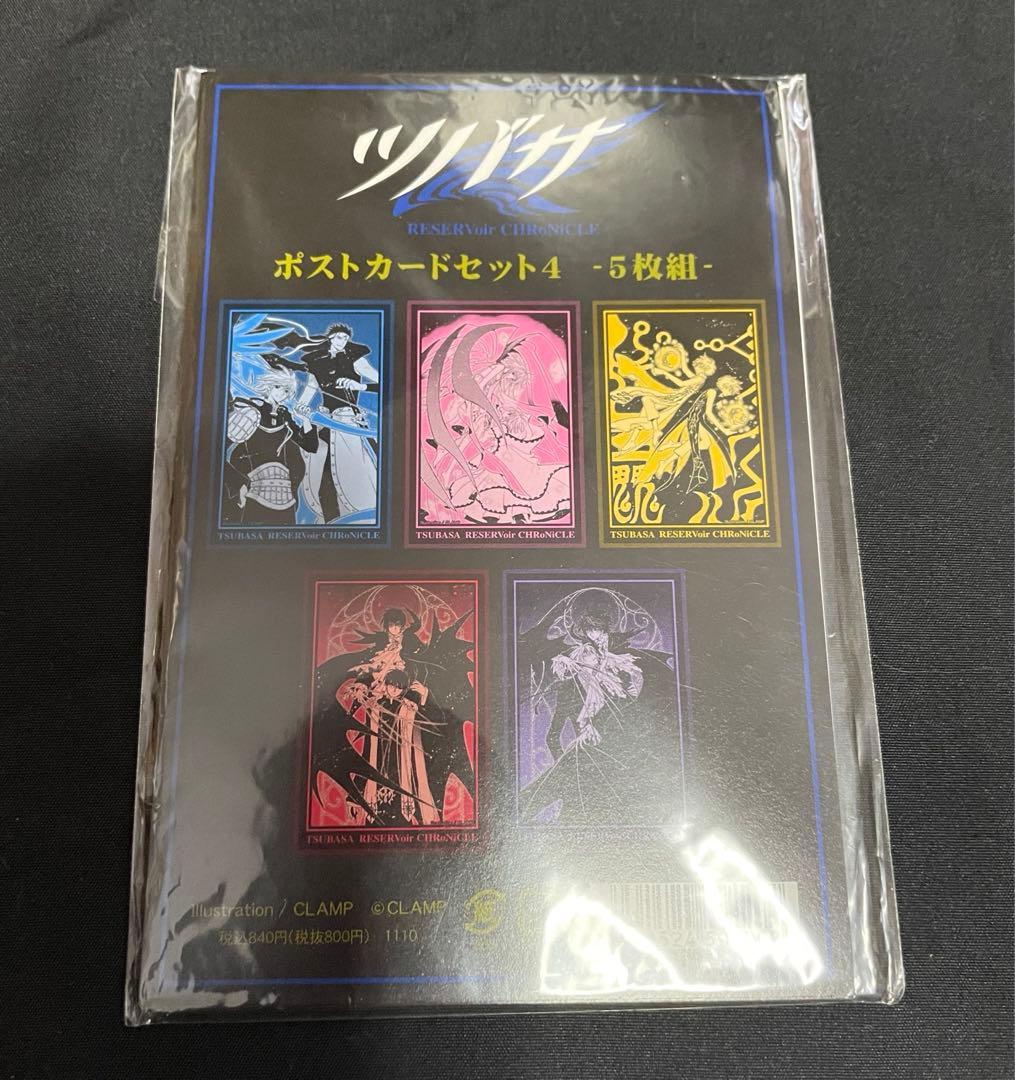 ツバサ
RESERVoir CHRoNiCLE
ポストカードセット4 -5枚組-
TSUBASA RESERVoir CHRoNiCLE
TSUBASA RESERVoir CHRoNiCLE
TSUBASA RESERVoir CHRoNiCLE
TSUBASA RESERVoir CHRoNiCLE
Illustration / CLAMP ©CLAMP
税込840円(税抜800円) 1110